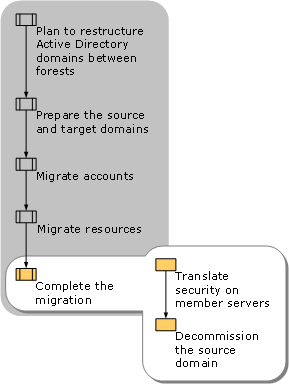 Plan to restructure
Active Directory
domains between
forests
Prepare the source
and target domains
Migrate accounts
Migrate resources
Complete the
migration
Translate
security on
member servers
Decommission
the source
domain